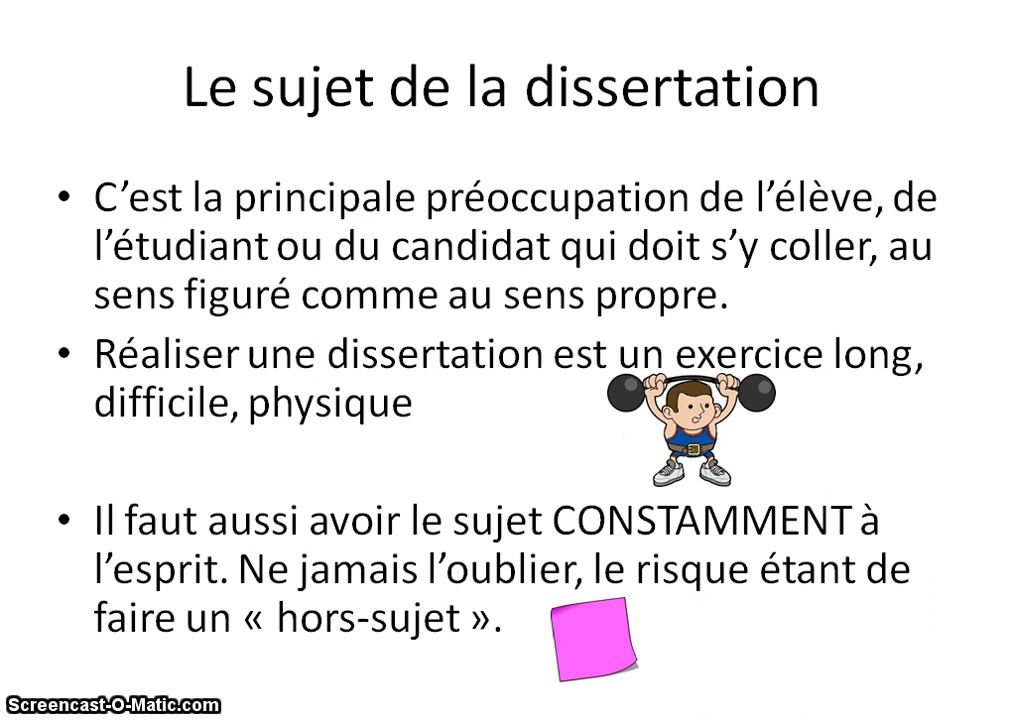 Le sujet de la dissertation
• C’est la principale préoccupation de l’élève, de
l’étudiant ou du candidat qui doit s’y coller, au
sens figuré comme au sens propre.
• Réaliser une dissertation est un exercice long,
difficile, physique
• Il faut aussi avoir le sujet CONSTAMMENT à
l’esprit. Ne jamais l’oublier, le risque étant de
faire un « hors-sujet ».
Screencast-O-Matic.com